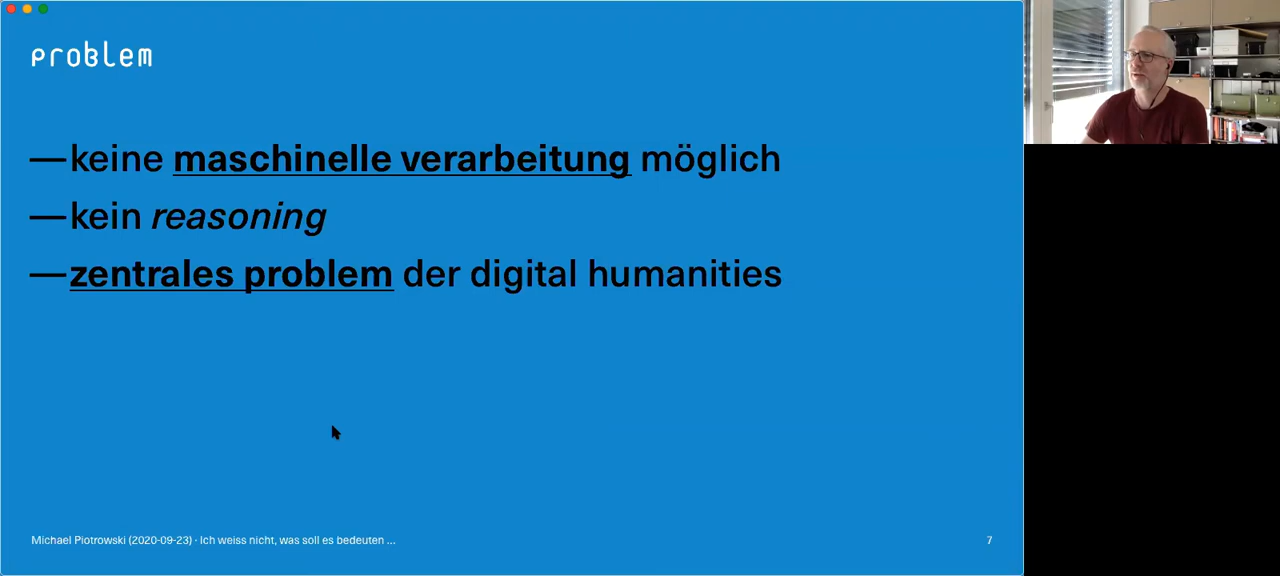 problem
—keine maschinelle verarbeitung möglich
—kein reasoning
—zentrales problem der digital humanities
Michael Piotrowski (2020-09-23) · Ich weiss nicht, was soll es bedeuten ...
7